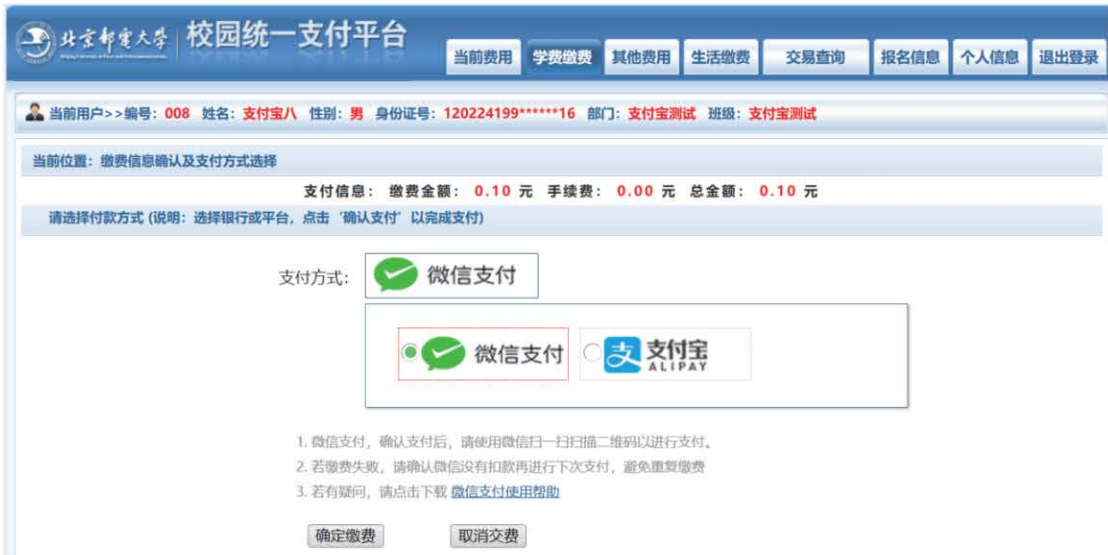 北京邮电大学 校园统一支付平台
当前费用 学费缴费 其他费用 生活缴费 交易查询 报名信息 个人信息 退出登录
当前用户>>编号：008 姓名：支付宝八 性别：男 身份证号：120224199******16 部门：支付宝测试 班级：支付宝测试
当前位置：缴费信息确认及支付方式选择
支付信息： 缴费金额： 0.10 元 手续费： 0.00 元 总金额： 0.10 元
请选择付款方式 (说明：选择银行或平台，点击‘确认支付’以完成支付)
支付方式： 微信支付
微信支付 支付宝
ALIPAY
1. 微信支付，确认支付后，请使用微信扫一扫扫描二维码以进行支付。
2. 若缴费失败，请确认微信没有扣款再进行下次支付，避免重复缴费
3. 若有疑问，请点击下载 微信支付使用帮助
确定缴费 取消交费